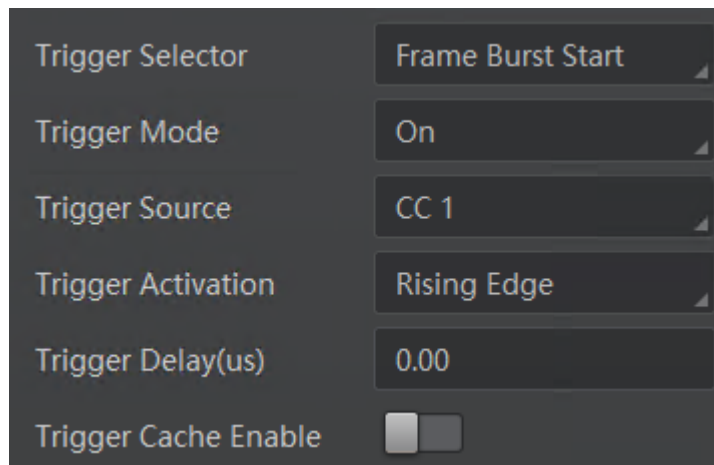 Trigger Selector Frame Burst Start
Trigger Mode On
Trigger Source CC 1
Trigger Activation Rising Edge
Trigger Delay(us) 0.00
Trigger Cache Enable